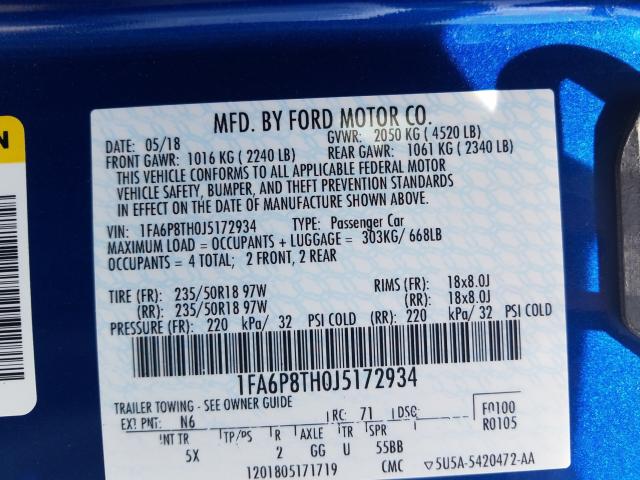 N
MFD. BY FORD MOTOR CO.
DATE: 05/18 GVWR: 2050 KG ( 4520 LB)
FRONT GAWR: 1016 KG ( 2240 LB) REAR GAWR: 1061 KG ( 2340 LB)
THIS VEHICLE CONFORMS TO ALL APPLICABLE FEDERAL MOTOR
VEHICLE SAFETY, BUMPER, AND THEFT PREVENTION STANDARDS
IN EFFECT ON THE DATE OF MANUFACTURE SHOWN ABOVE.
VIN: 1FA6P8TH0J5172934 TYPE: Passenger Car
MAXIMUM LOAD = OCCUPANTS + LUGGAGE = 303KG/ 668LB
OCCUPANTS = 4 TOTAL; 2 FRONT, 2 REAR
TIRE (FR): 235/50R18 97W RIMS (FR): 18x8.0J
(RR): 235/50R18 97W (RR): 18x8.0J
PRESSURE (FR): 220 kPa/ 32 PSI COLD (RR): 220 kPa/ 32 PSI COLD
1FA6P8TH0J5172934
TRAILER TOWING - SEE OWNER GUIDE
EXT PNT: N6 RC: 71 DSO: F0100
R0105
INT TR TP/PS R AXLE TR SPR
5X 2 GG U 55BB
1201805171719 CMC ▽5U5A-5420472-AA